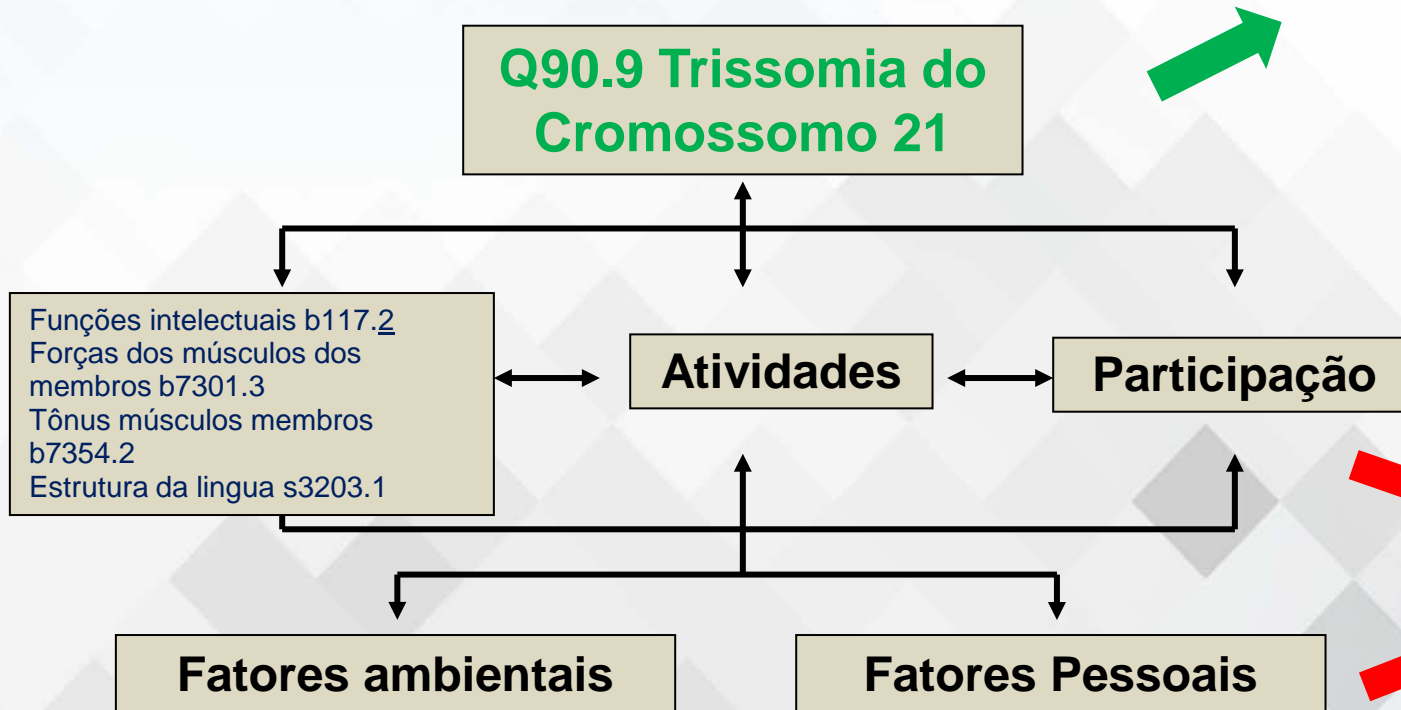 Q90.9 Trissomia do
Cromossomo 21
Funções intelectuais b117.2
Forças dos músculos dos
membros b7301.3
Tônus músculos membros
b7354.2
Estrutura da lingua s3203.1
Atividades
Participação
Fatores ambientais
Fatores Pessoais